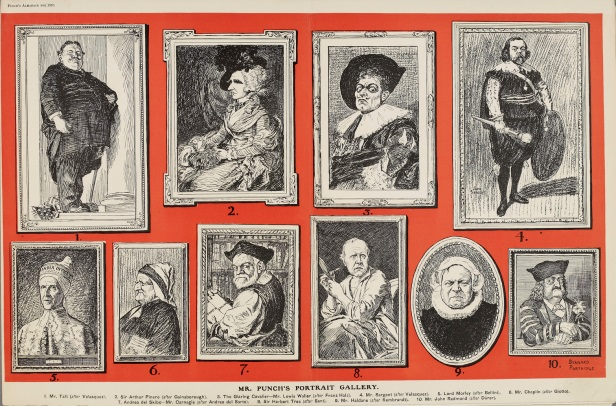 PUNCH'S ALMANACK FOR 1912.
1.
2.
3.
4.
5.
6.
7.
8.
9.
10.
BERNARD PARTRIDGE
MR. PUNCH'S PORTRAIT GALLERY.
1. Mr. Taft (after Velasquez). 2. Sir Arthur Pinero (after Gainsborough). 3. The Glaring Cavalier—Mr. Lewis Waller (after Franz Hals). 4. Mr. Sargent (after Velasquez). 5. Lord Morley (after Bellini). 6. Mr. Chaplin (after Giotto).
7. Andrea del Skibo—Mr. Carnegie (after Andrea del Sarto). 8. Sir Herbert Tree (after Bari). 9. Mr. Haldane (after Rembrandt). 10. Mr. John Redmond (after Dürer).